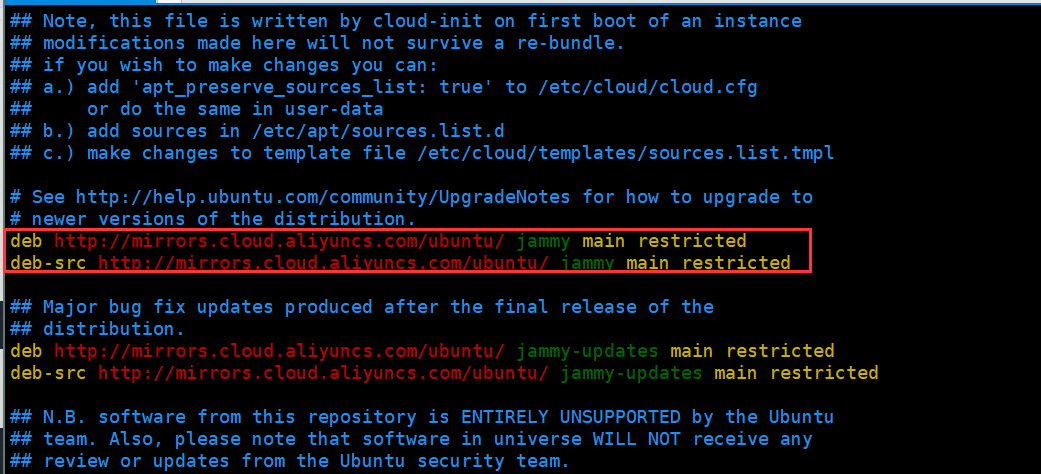 ## Note, this file is written by cloud-init on first boot of an instance
## modifications made here will not survive a re-bundle.
## if you wish to make changes you can:
## a.) add 'apt_preserve_sources_list: true' to /etc/cloud/cloud.cfg
##     or do the same in user-data
## b.) add sources in /etc/apt/sources.list.d
## c.) make changes to template file /etc/cloud/templates/sources.list.tmpl
# See http://help.ubuntu.com/community/UpgradeNotes for how to upgrade to
# newer versions of the distribution.
deb http://mirrors.cloud.aliyuncs.com/ubuntu/ jammy main restricted
deb-src http://mirrors.cloud.aliyuncs.com/ubuntu/ jammy main restricted
## Major bug fix updates produced after the final release of the
## distribution.
deb http://mirrors.cloud.aliyuncs.com/ubuntu/ jammy-updates main restricted
deb-src http://mirrors.cloud.aliyuncs.com/ubuntu/ jammy-updates main restricted
## N.B. software from this repository is ENTIRELY UNSUPPORTED by the Ubuntu
## team. Also, please note that software in universe WILL NOT receive any
## review or updates from the Ubuntu security team.